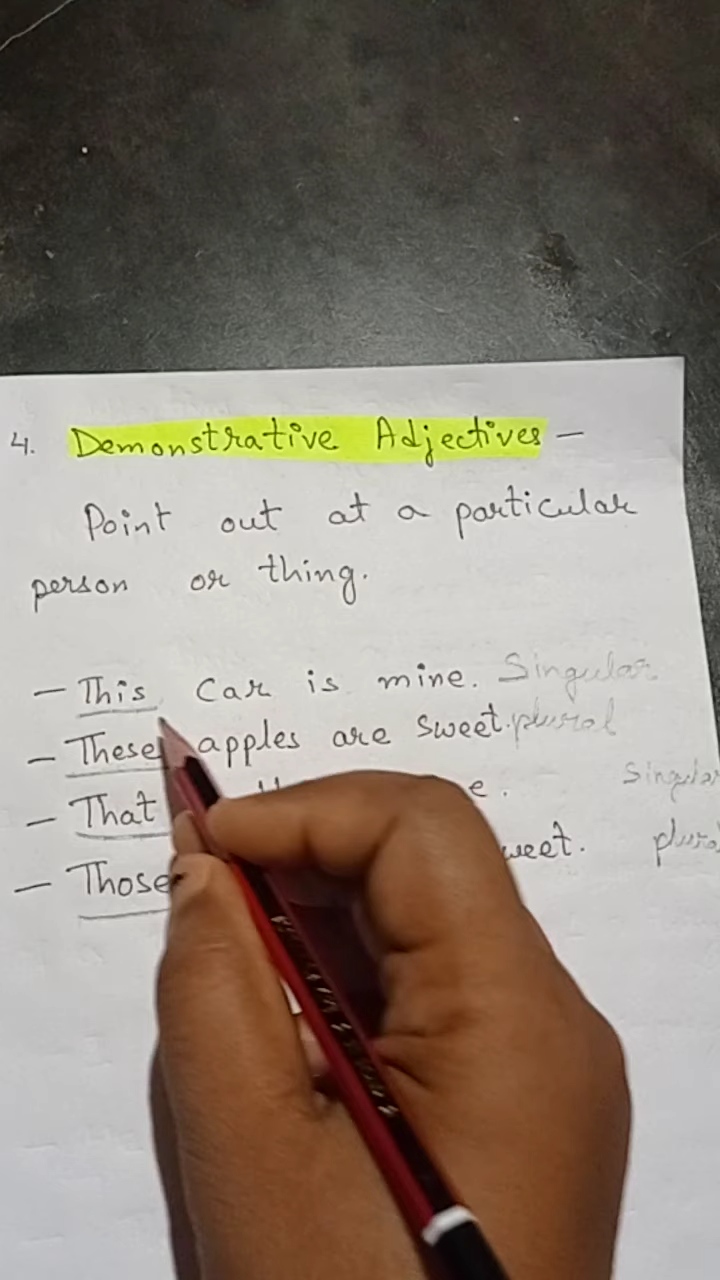 4. Demonstrative Adjectives —
Point out at a particular
person or thing.
— This car is mine. Singular
— These apples are sweet. plural
— That e. Singular
— Those weet. plural